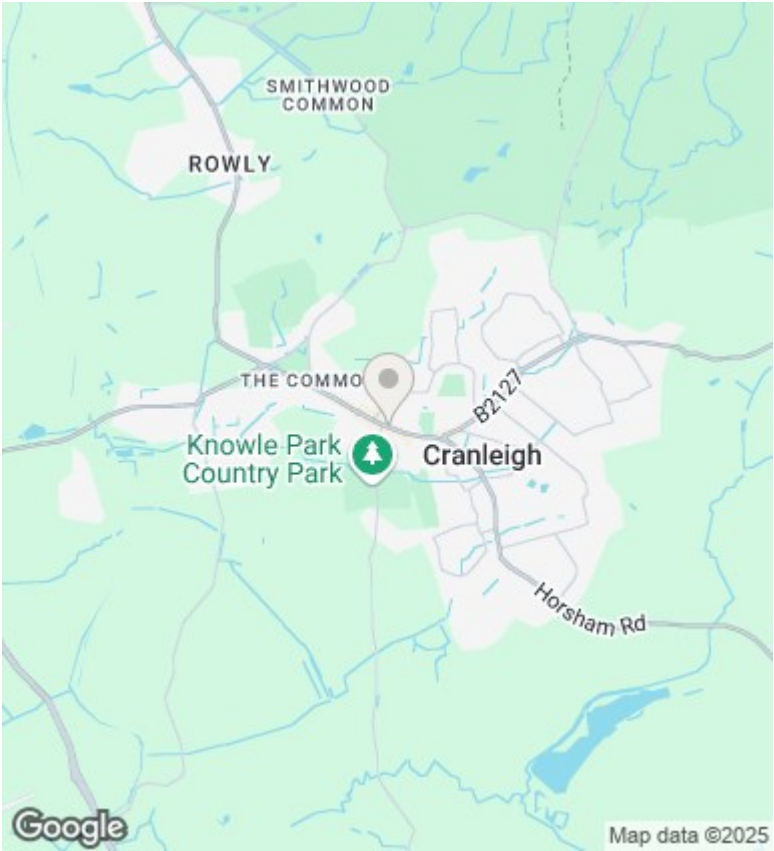 SMITHWOOD
COMMON
ROWLY
THE COMMO
B2127
Knowle Park
Country Park
Cranleigh
Horsham Rd
Google
Map data ©2025